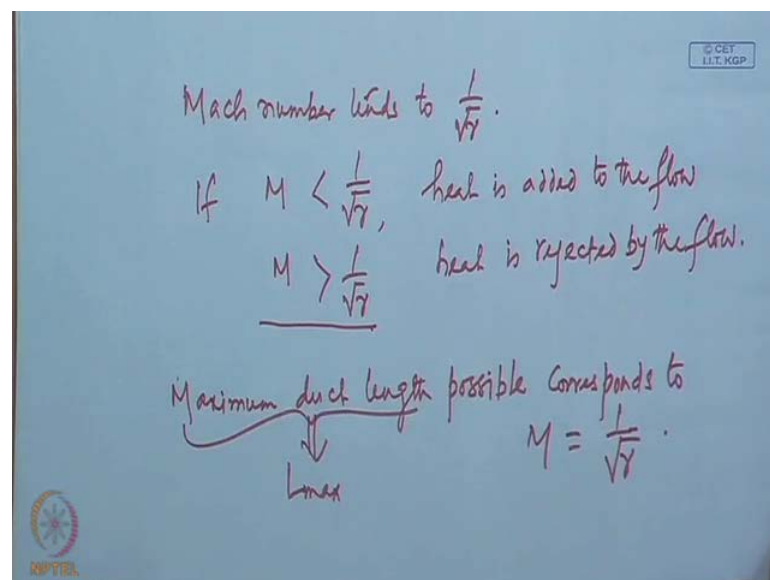 © CET
I.I.T. KGP
Mach number tends to 1/√γ.
If M < 1/√γ, heat is added to the flow
M > 1/√γ heat is rejected by the flow.
Maximum duct length possible corresponds to
M = 1/√γ.
Lmax
NPTEL